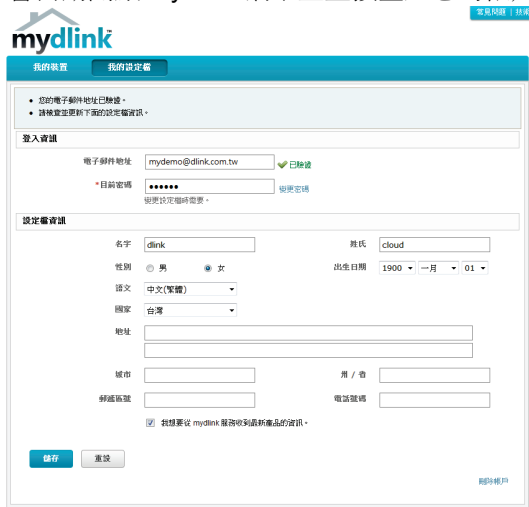 常見問題 | 技術
mydlink
我的裝置 我的設定檔
• 您的電子郵件地址已驗證。
• 請檢查並更新下面的設定檔資訊。
登入資訊
電子郵件地址 mydemo@dlink.com.tw 已驗證
*目前密碼 •••••• 變更密碼
變更設定檔時需要。
設定檔資訊
名字 dlink 姓氏 cloud
性別 男 女 出生日期 1900 一月 01
語文 中文(繁體)
國家 台灣
地址
城市 州 / 省
郵遞區號 電話號碼
我想要從 mydlink 服務收到最新產品的資訊。
儲存 重設
刪除帳戶